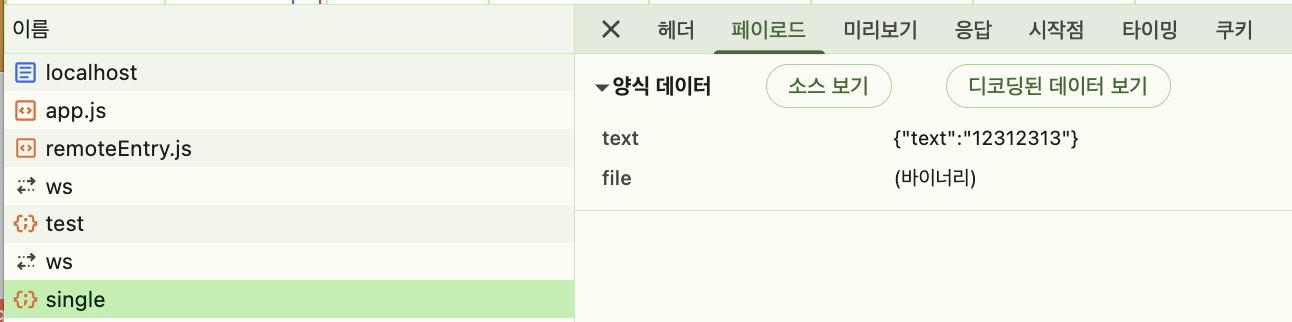 이름
localhost
app.js
remoteEntry.js
ws
test
ws
single
헤더 페이로드 미리보기 응답 시작점 타이밍 쿠키
양식 데이터 소스 보기 디코딩된 데이터 보기
text {"text":"12312313"}
file (바이너리)